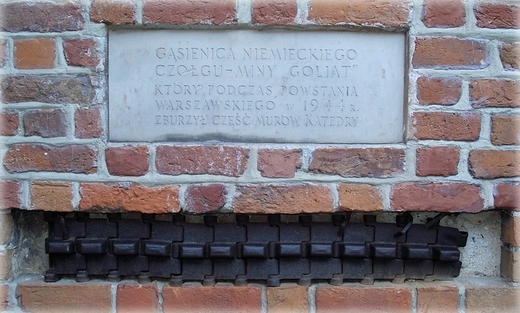 GĄSIENICA NIEMIECKIEGO
CZOŁGU-MINY „GOLIAT"
KTÓRY PODCZAS POWSTANIA
WARSZAWSKIEGO w 1944 R.
ZBURZYŁ CZĘŚĆ MURÓW KATEDRY